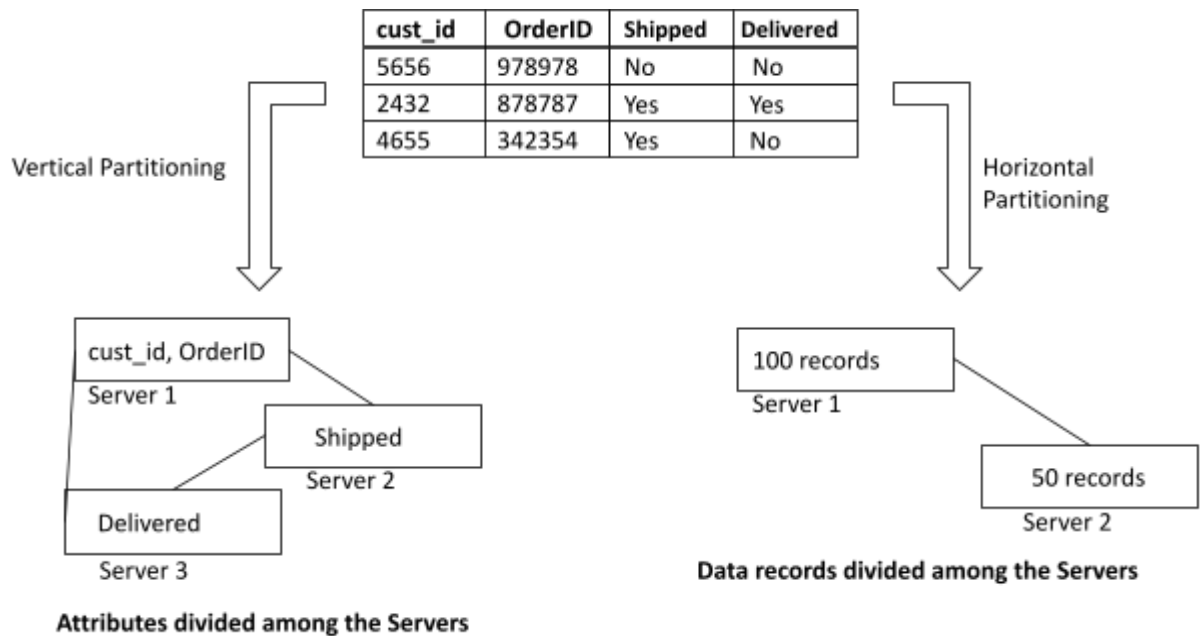 cust_id OrderID Shipped Delivered
5656 978978 No No
2432 878787 Yes Yes
4655 342354 Yes No
Vertical Partitioning
Horizontal
Partitioning
cust_id, OrderID
Server 1
Shipped
Server 2
Delivered
Server 3
Attributes divided among the Servers
100 records
Server 1
50 records
Server 2
Data records divided among the Servers